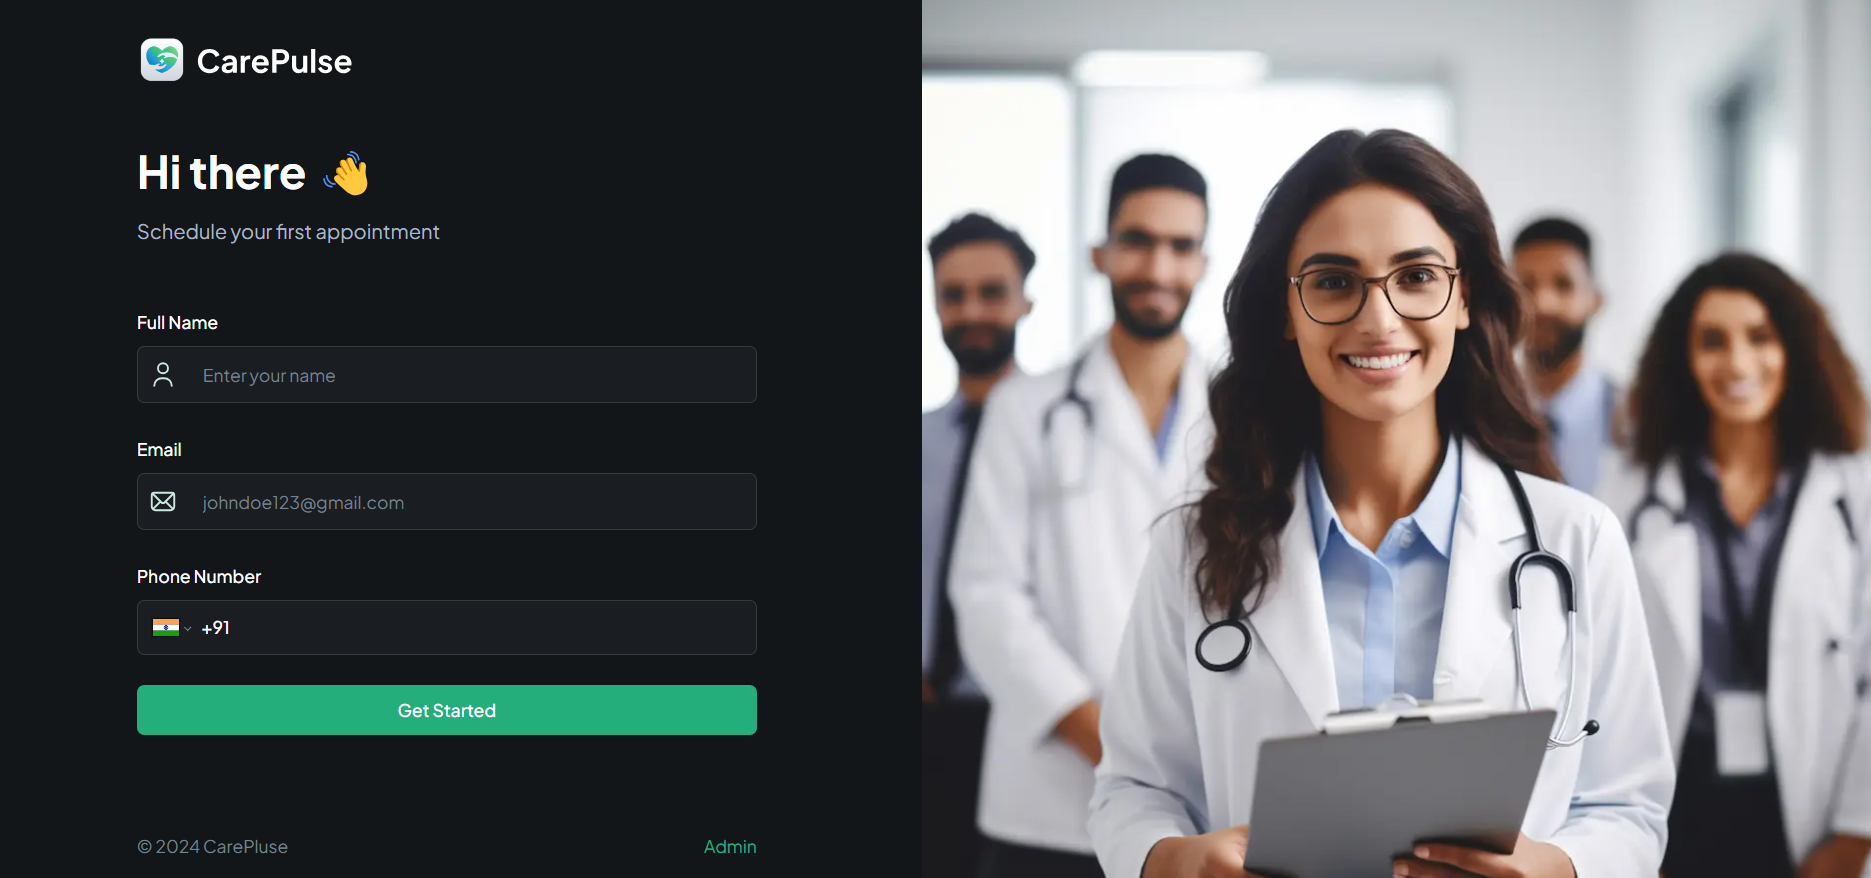 CarePulse
Hi there 👋
Schedule your first appointment
Full Name
Enter your name
Email
johndoe123@gmail.com
Phone Number
+91
Get Started
© 2024 CarePluse
Admin